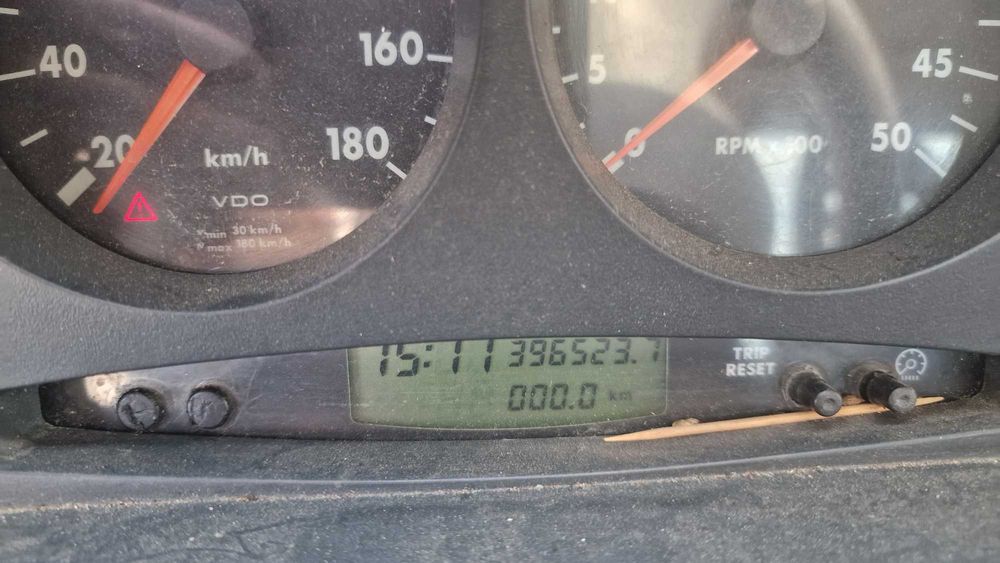 40
160
20
180
km/h
VDO
min 30 km/h
max 180 km/h
5
45
0
50
RPM x 100
15:11 396523.7
000.0 km
TRIP
RESET